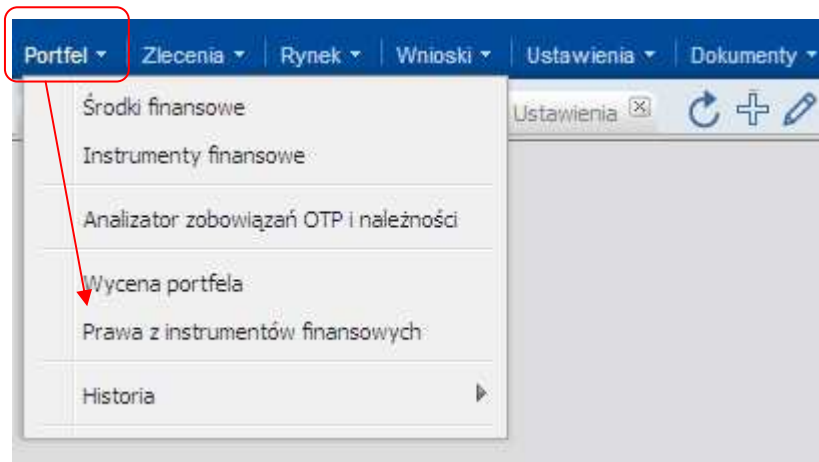 Portfel Zlecenia Rynek Wnioski Ustawienia Dokumenty
Środki finansowe
Ustawienia
Instrumenty finansowe
Analizator zobowiązań OTP i należności
Wycena portfela
Prawa z instrumentów finansowych
Historia